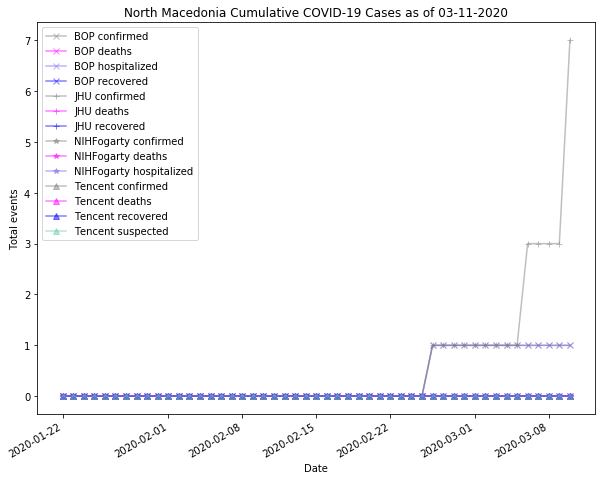 North Macedonia Cumulative COVID-19 Cases as of 03-11-2020
BOP confirmed
BOP deaths
BOP hospitalized
BOP recovered
JHU confirmed
JHU deaths
JHU recovered
NIHFogarty confirmed
NIHFogarty deaths
NIHFogarty hospitalized
Tencent confirmed
Tencent deaths
Tencent recovered
Tencent suspected
Total events
7
6
5
4
3
2
1
0
2020-01-22
2020-02-01
2020-02-08
2020-02-15
2020-02-22
2020-03-01
2020-03-08
Date